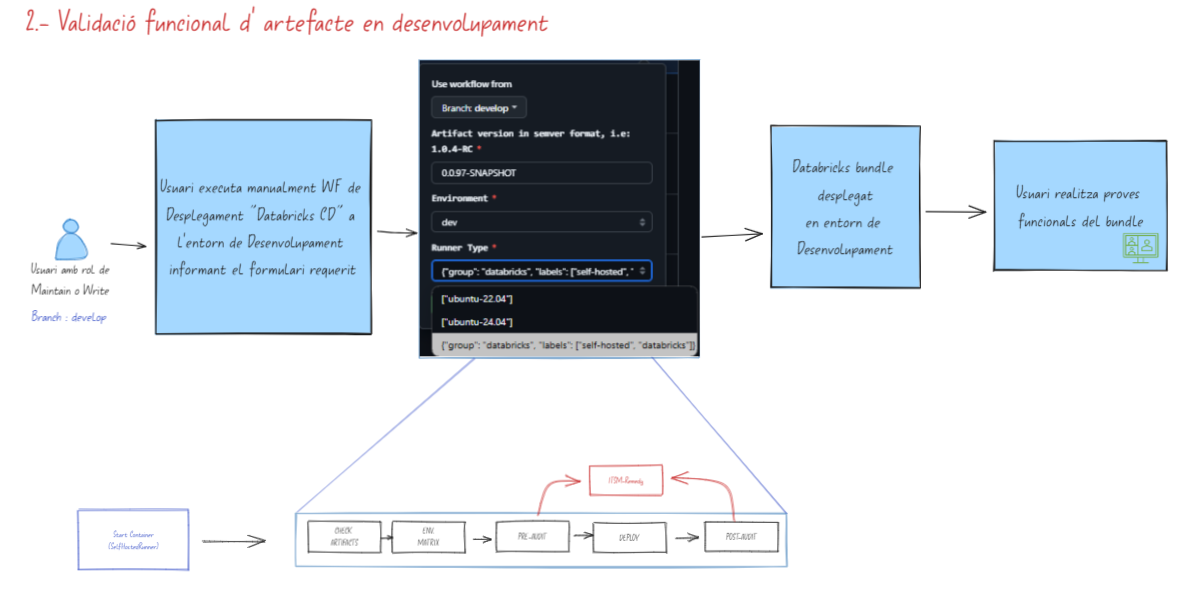 2.- Validació funcional d' artefacte en desenvolupament
Usuari amb rol de
Maintain o Write
Branch : develop
Usuari executa manualment WF de
Desplegament "Databricks CD" a
L'entorn de Desenvolupament
informant el formulari requerit
Use workflow from
Branch: develop
Artifact version in semver format, i.e:
1.0.4-RC *
0.0.97-SNAPSHOT
Environment *
dev
Runner Type *
{"group": "databricks", "labels": ["self-hosted", "
["ubuntu-22.04"]
["ubuntu-24.04"]
{"group": "databricks", "labels": ["self-hosted", "databricks"]}
Databricks bundle
desplegat
en entorn de
Desenvolupament
Usuari realitza proves
funcionals del bundle
ITSM-Remedy
Start Container
(SelfHostedRunner)
CHECK
ARTIFACTS
ENV.
MATRIX
PRE-AUDIT
DEPLOY
POST-AUDIT